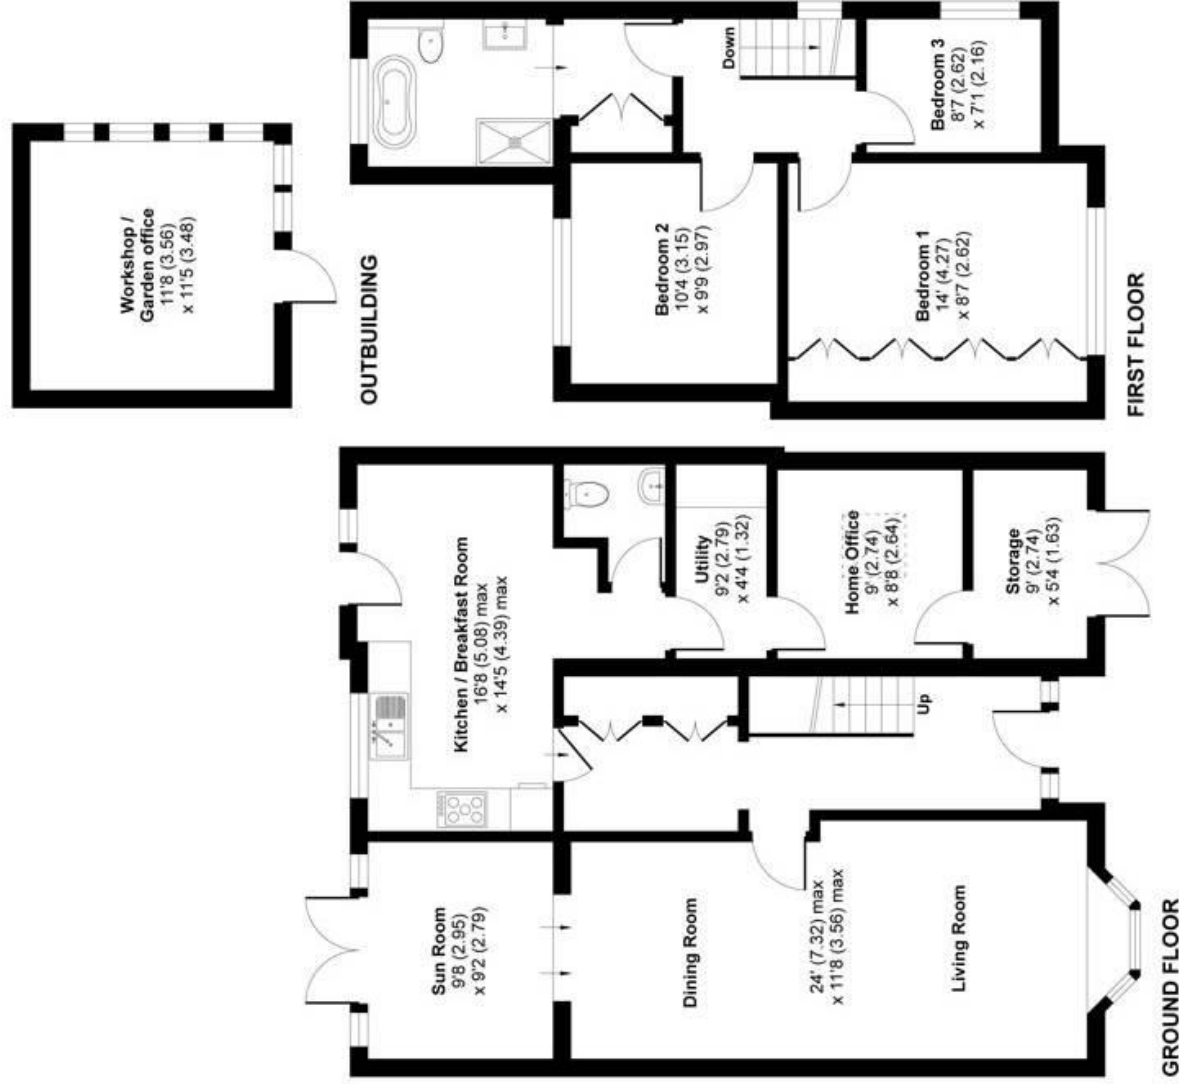 Workshop /
Garden office
11'8 (3.56)
x 11'5 (3.48)
OUTBUILDING
Down
Bedroom 3
8'7 (2.62)
x 7'1 (2.16)
Bedroom 2
10'4 (3.15)
x 9'9 (2.97)
Bedroom 1
14' (4.27)
x 8'7 (2.62)
FIRST FLOOR
Kitchen / Breakfast Room
16'8 (5.08) max
x 14'5 (4.39) max
Utility
9'2 (2.79)
x 4'4 (1.32)
Home Office
9' (2.74)
x 8'8 (2.64)
Storage
9' (2.74)
x 5'4 (1.63)
Up
Sun Room
9'8 (2.95)
x 9'2 (2.79)
Dining Room
24' (7.32) max
x 11'8 (3.56) max
Living Room
GROUND FLOOR